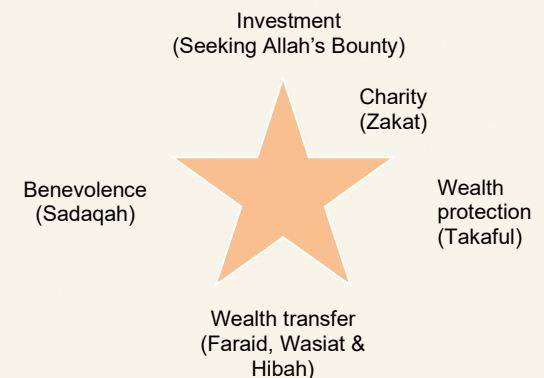 Investment
(Seeking Allah’s Bounty)
Charity
(Zakat)
Benevolence
(Sadaqah)
Wealth
protection
(Takaful)
Wealth transfer
(Faraid, Wasiat &
Hibah)